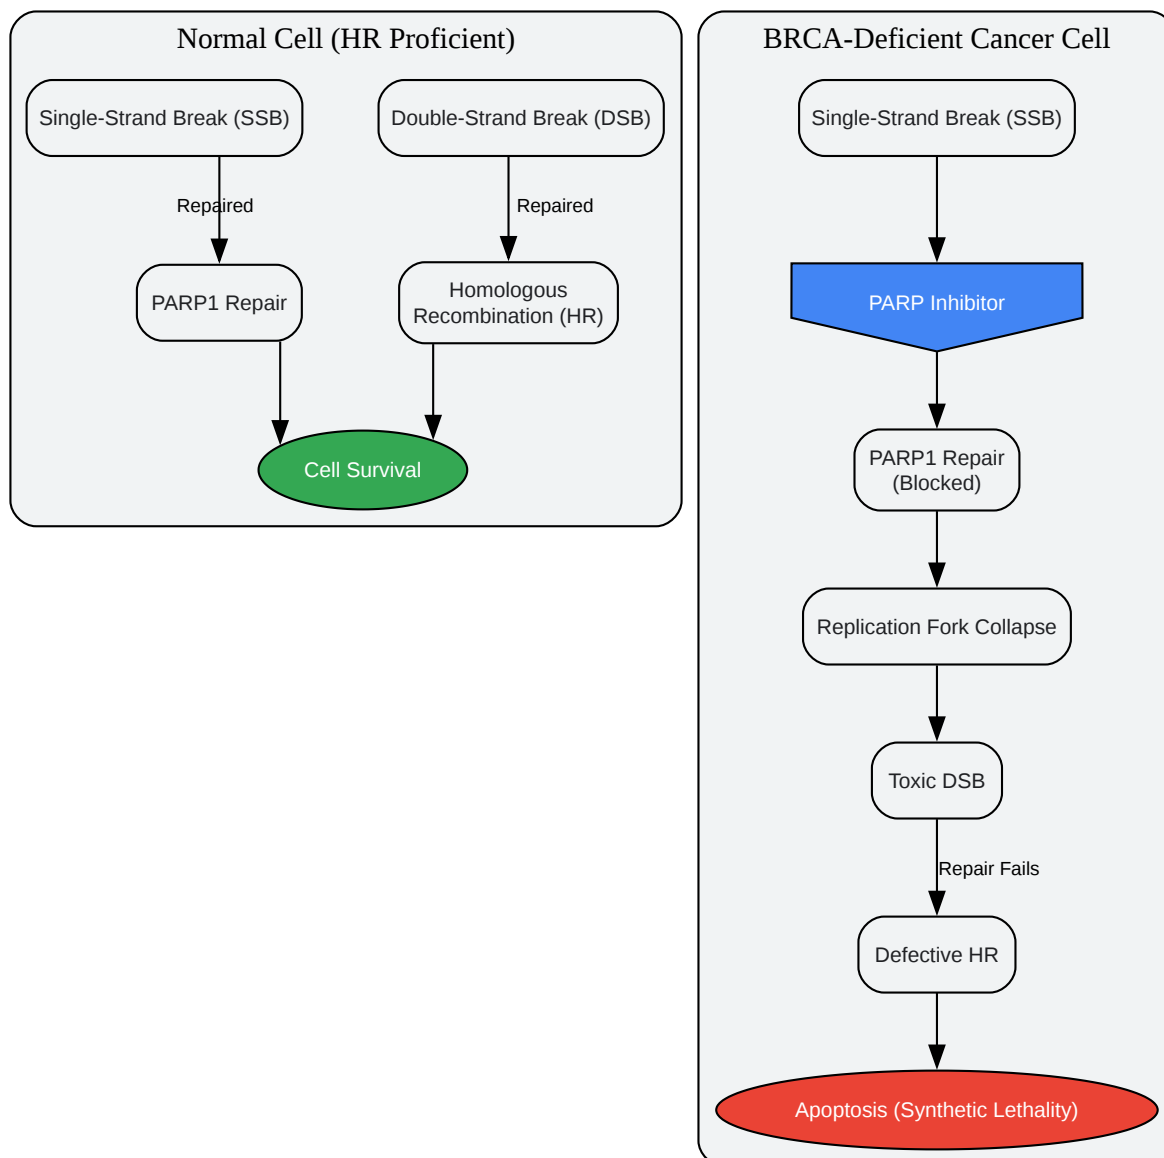 Normal Cell (HR Proficient)
Single-Strand Break (SSB)
Double-Strand Break (DSB)
Repaired
Repaired
PARP1 Repair
Homologous
Recombination (HR)
Cell Survival
BRCA-Deficient Cancer Cell
Single-Strand Break (SSB)
PARP Inhibitor
PARP1 Repair
(Blocked)
Replication Fork Collapse
Toxic DSB
Repair Fails
Defective HR
Apoptosis (Synthetic Lethality)